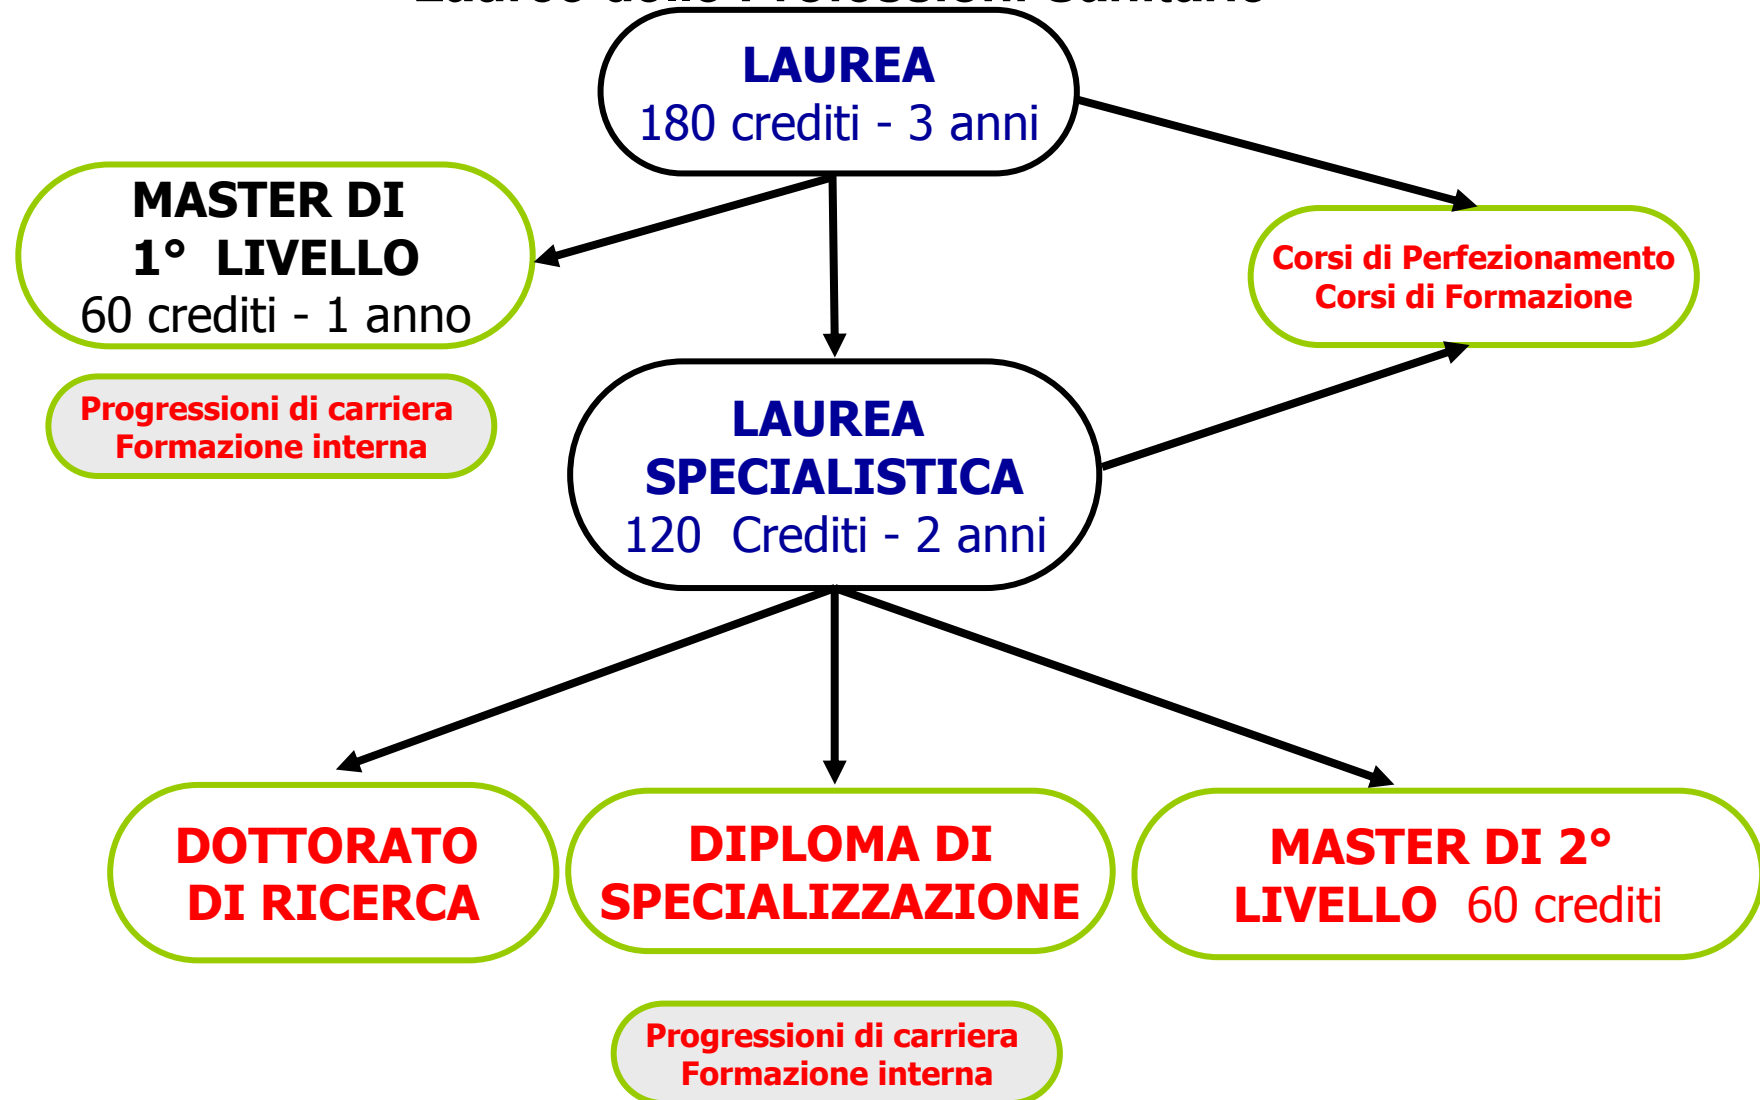 LAUREA
180 crediti - 3 anni
MASTER DI
1° LIVELLO
60 crediti - 1 anno
Corsi di Perfezionamento
Corsi di Formazione
Progressioni di carriera
Formazione interna
LAUREA
SPECIALISTICA
120 Crediti - 2 anni
DOTTORATO
DI RICERCA
DIPLOMA DI
SPECIALIZZAZIONE
MASTER DI 2°
LIVELLO 60 crediti
Progressioni di carriera
Formazione interna